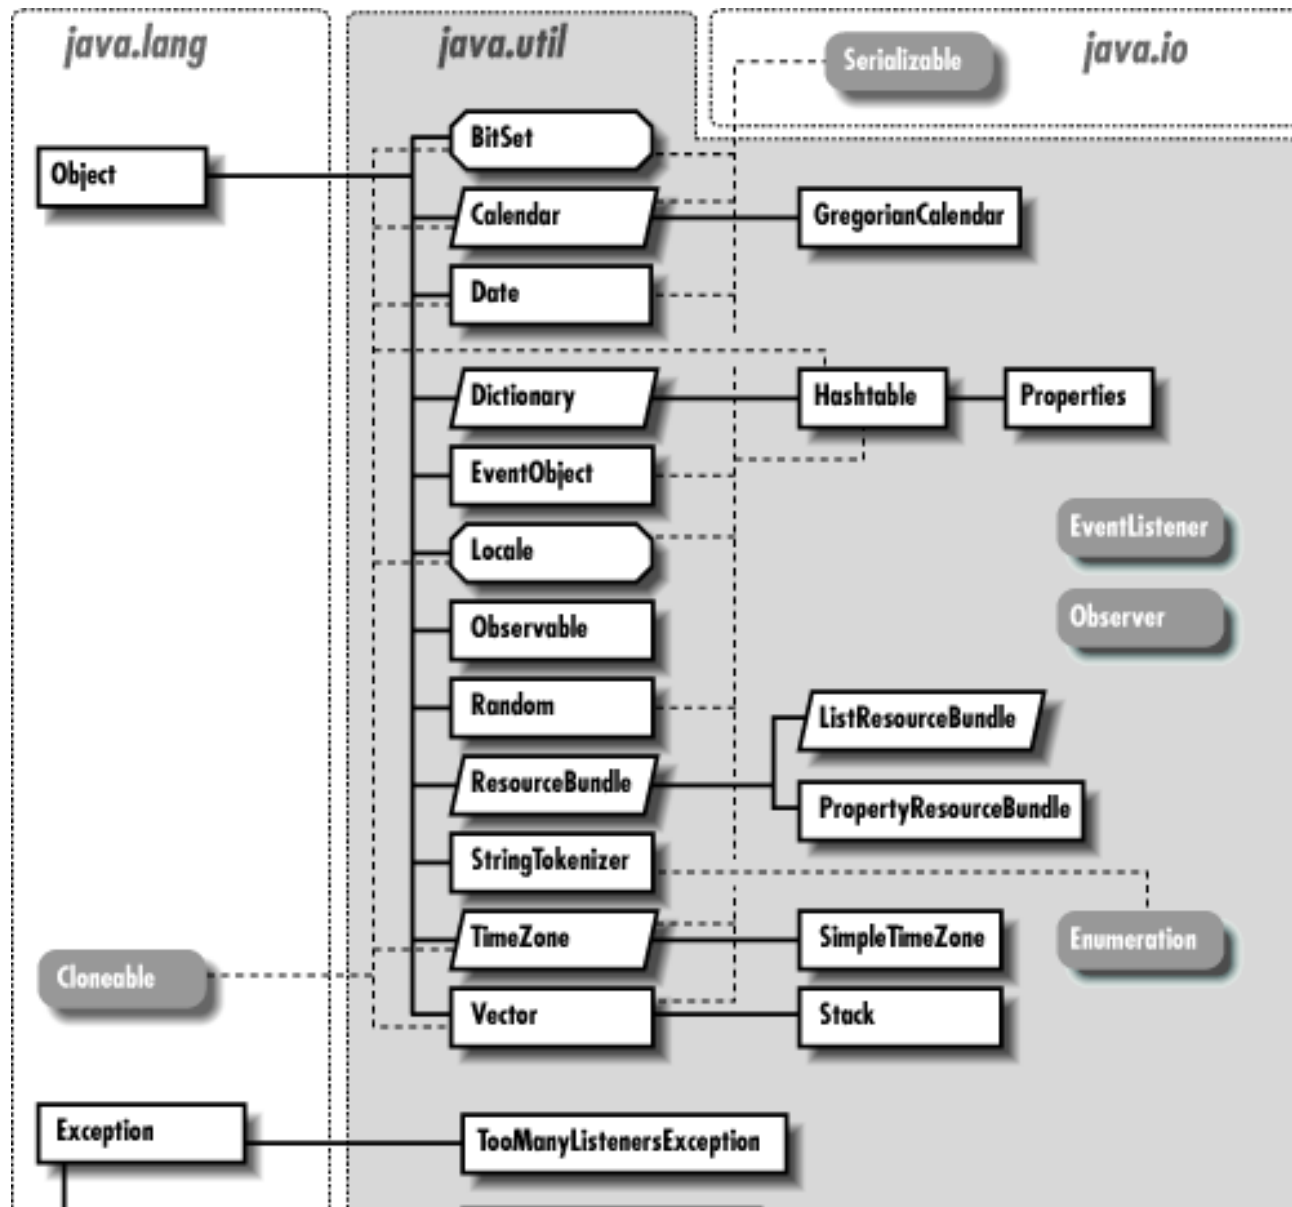 java.lang
java.util
java.io
Serializable
BitSet
Object
Calendar
GregorianCalendar
Date
Dictionary
Hashtable
Properties
EventObject
EventListener
Locale
Observable
Observer
Random
ListResourceBundle
ResourceBundle
PropertyResourceBundle
StringTokenizer
TimeZone
SimpleTimeZone
Enumeration
Cloneable
Vector
Stack
Exception
TooManyListenersException